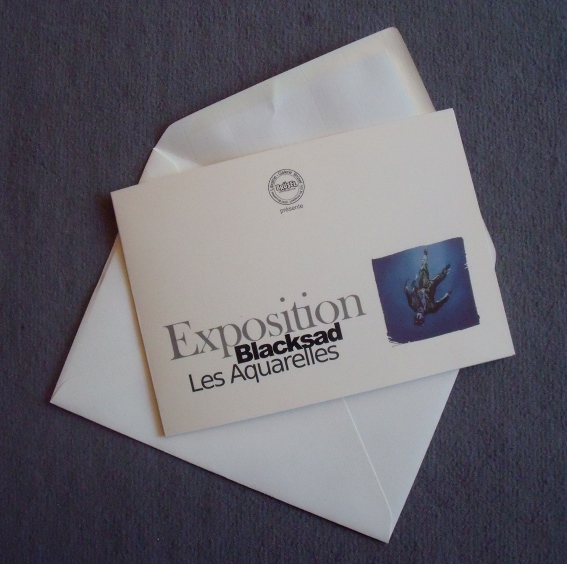 présente
Exposition
Blacksad
Les Aquarelles